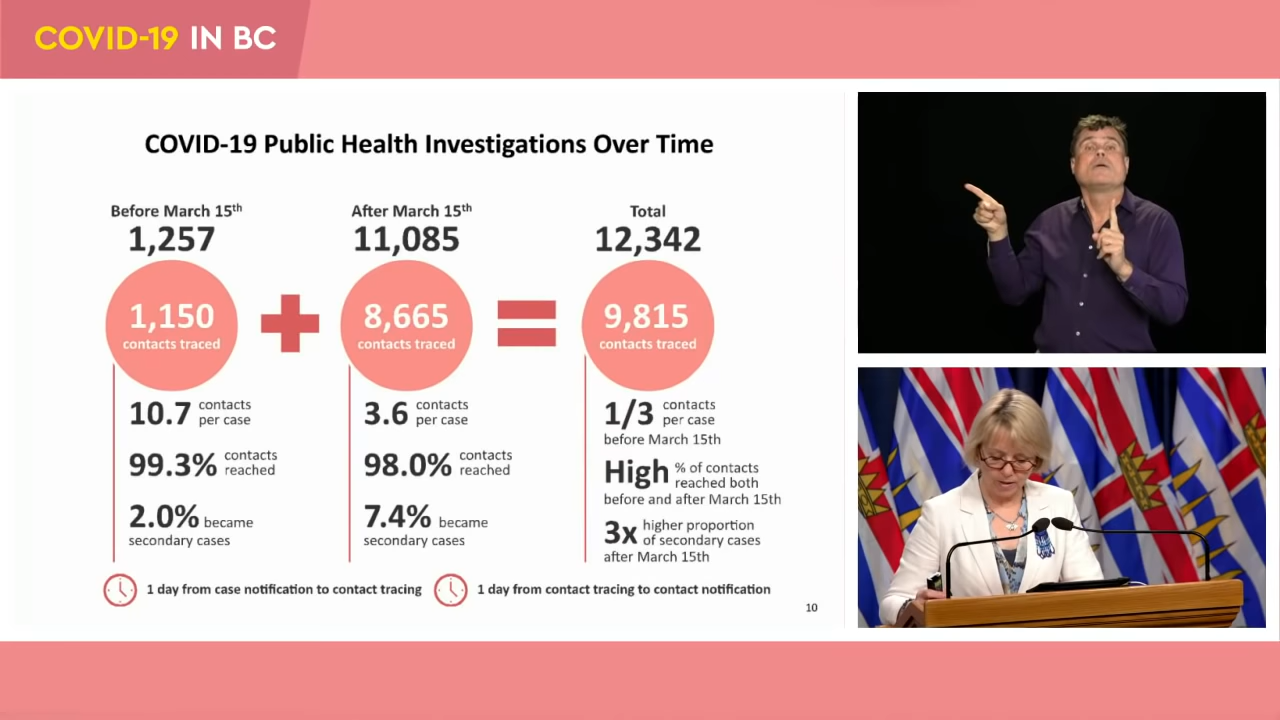 COVID-19 IN BC
COVID-19 Public Health Investigations Over Time
Before March 15th
1,257
1,150
contacts traced
10.7 contacts per case
99.3% contacts reached
2.0% became
secondary cases
After March 15th
11,085
8,665
contacts traced
3.6 contacts per case
98.0% contacts reached
7.4% became
secondary cases
Total
12,342
9,815
contacts traced
1/3 contacts per case
before March 15th
High % of contacts reached both
before and after March 15th
3x higher proportion of secondary cases
after March 15th
1 day from case notification to contact tracing
1 day from contact tracing to contact notification
10